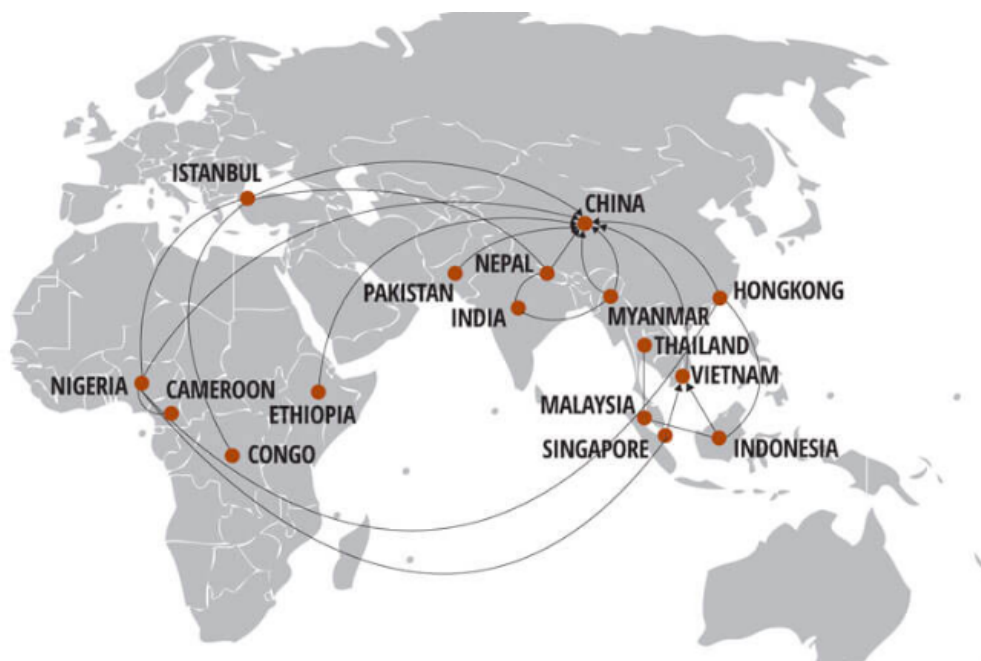 ISTANBUL
CHINA
NEPAL
PAKISTAN
HONGKONG
INDIA
MYANMAR
THAILAND
NIGERIA
CAMEROON
VIETNAM
ETHIOPIA
MALAYSIA
SINGAPORE
INDONESIA
CONGO